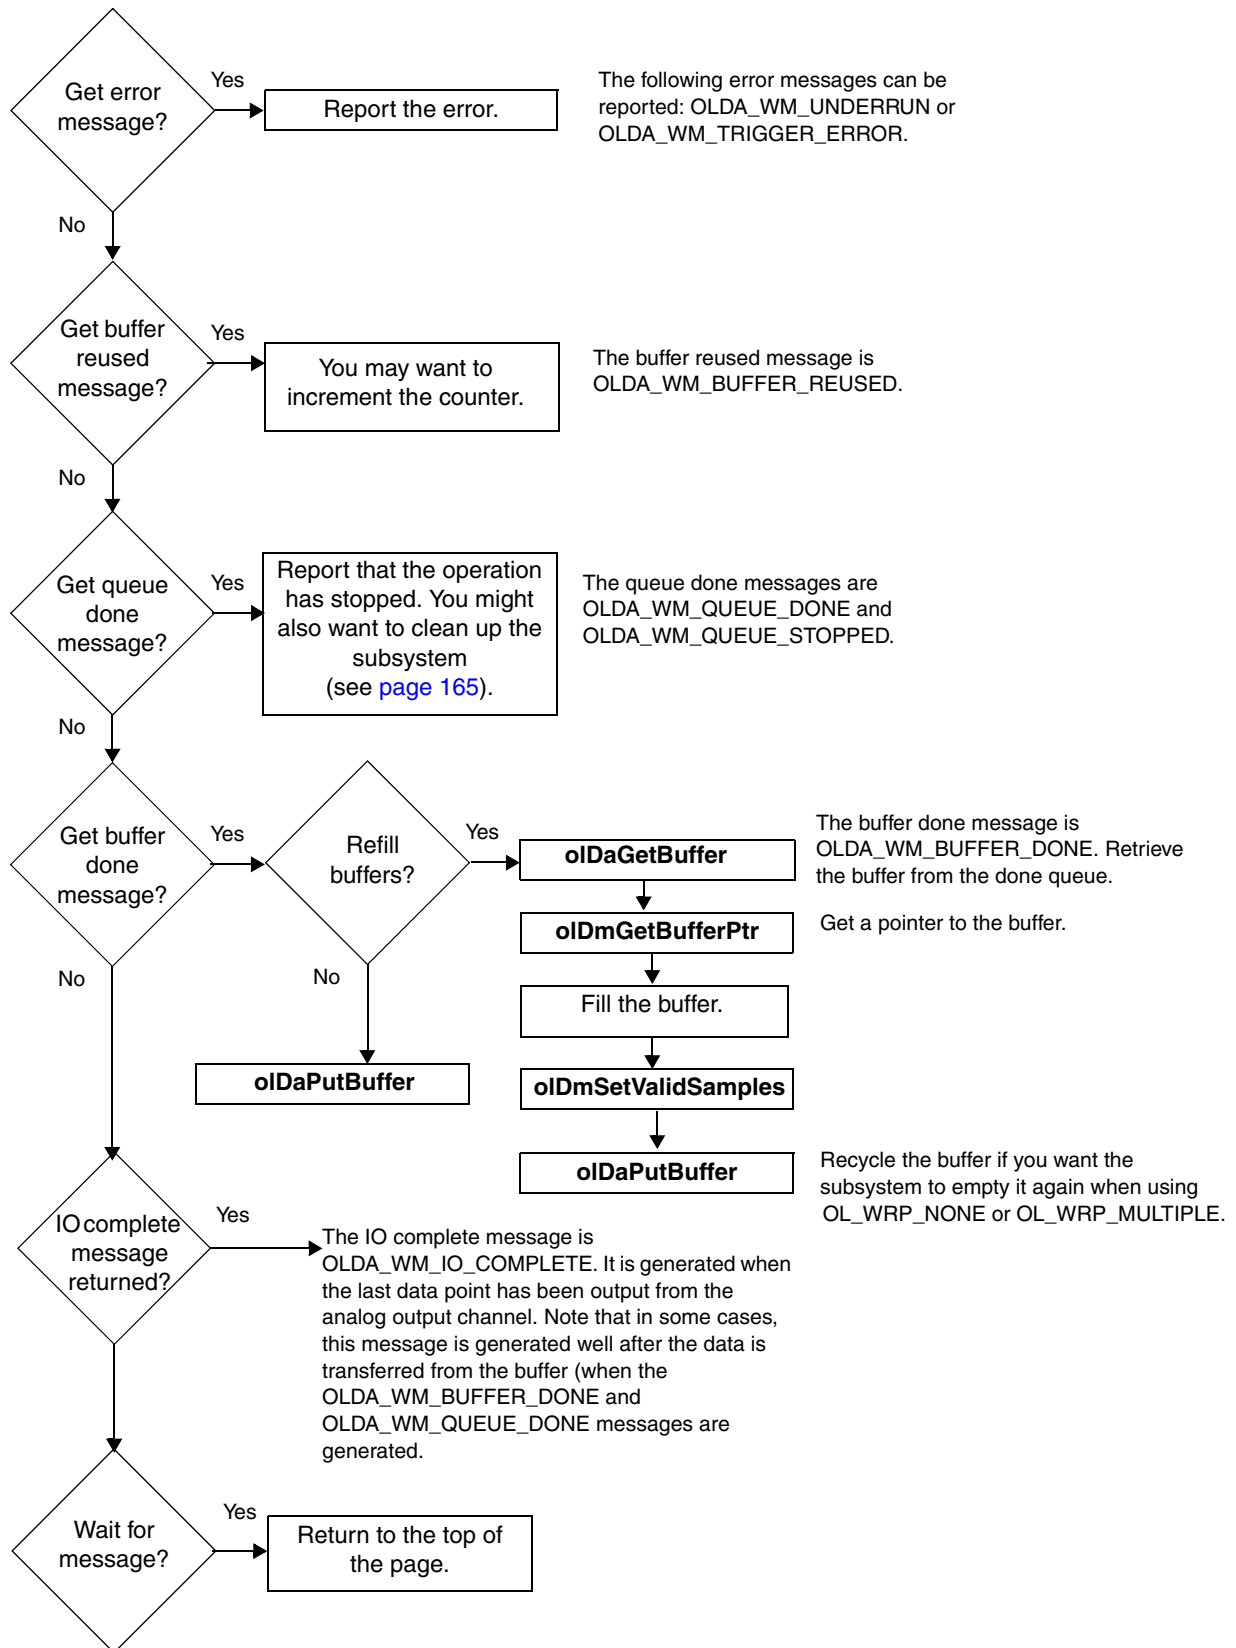 Get error
message?
Yes
Report the error.
The following error messages can be
reported: OLDA_WM_UNDERRUN or
OLDA_WM_TRIGGER_ERROR.
No
Get buffer
reused
message?
Yes
You may want to
increment the counter.
The buffer reused message is
OLDA_WM_BUFFER_REUSED.
No
Get queue
done
message?
Yes
Report that the operation
has stopped. You might
also want to clean up the
subsystem
(see page 165).
The queue done messages are
OLDA_WM_QUEUE_DONE and
OLDA_WM_QUEUE_STOPPED.
No
Get buffer
done
message?
Yes
Refill
buffers?
Yes
olDaGetBuffer
The buffer done message is
OLDA_WM_BUFFER_DONE. Retrieve
the buffer from the done queue.
olDmGetBufferPtr
Get a pointer to the buffer.
No
No
Fill the buffer.
olDaPutBuffer
olDmSetValidSamples
olDaPutBuffer
Recycle the buffer if you want the
subsystem to empty it again when using
OL_WRP_NONE or OL_WRP_MULTIPLE.
IO complete
message
returned?
Yes
The IO complete message is
OLDA_WM_IO_COMPLETE. It is generated when
the last data point has been output from the
analog output channel. Note that in some cases,
this message is generated well after the data is
transferred from the buffer (when the
OLDA_WM_BUFFER_DONE and
OLDA_WM_QUEUE_DONE messages are
generated.
Wait for
message?
Yes
Return to the top of
the page.